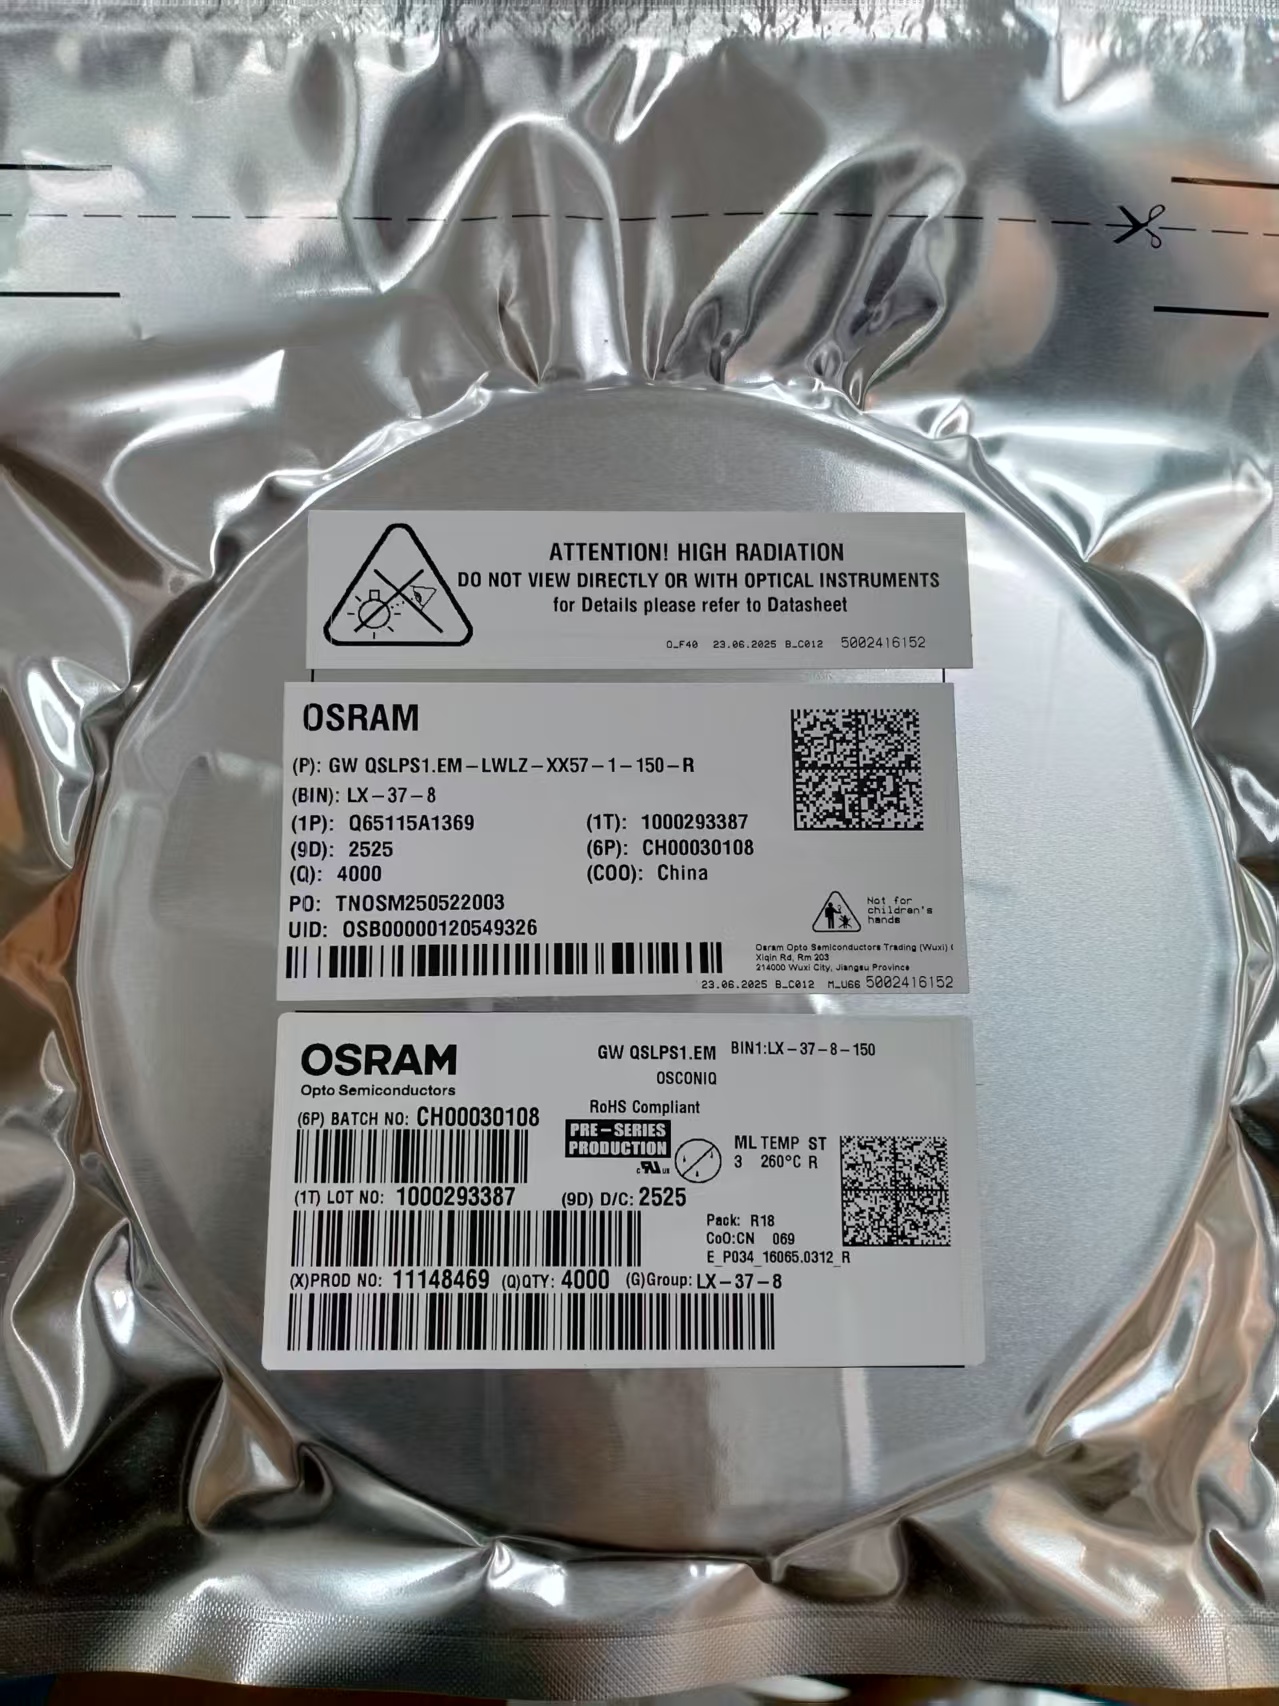 ATTENTION! HIGH RADIATION
DO NOT VIEW DIRECTLY OR WITH OPTICAL INSTRUMENTS
for Details please refer to Datasheet
O_F40 23.06.2025 B_C012 5002416152
OSRAM
(P): GW QSLPS1.EM-LWLZ-XX57-1-150-R
(BIN): LX-37-8
(1P): Q65115A1369 (1T): 1000293387
(9D): 2525 (6P): CH00030108
(Q): 4000 (COO): China
PO: TNOSM250522003
UID: OSB00000120549326
Not for
children's
hands
Osram Opto Semiconductors Trading (Wuxi) (
Xiqin Rd, Rm 203
214000 Wuxi City, Jiangsu Province
23.06.2025 B_C012 M_U66 5002416152
OSRAM
Opto Semiconductors
GW QSLPS1.EM BIN1:LX-37-8-150
OSCONIQ
RoHS Compliant
(6P) BATCH NO: CH00030108
PRE-SERIES
PRODUCTION
c RU us
ML TEMP ST
3 260°C R
(1T) LOT NO: 1000293387 (9D) D/C: 2525
Pack: R18
CoO:CN 069
E_P034_16065.0312_R
(X)PROD NO: 11148469 (Q)QTY: 4000 (G)Group: LX-37-8